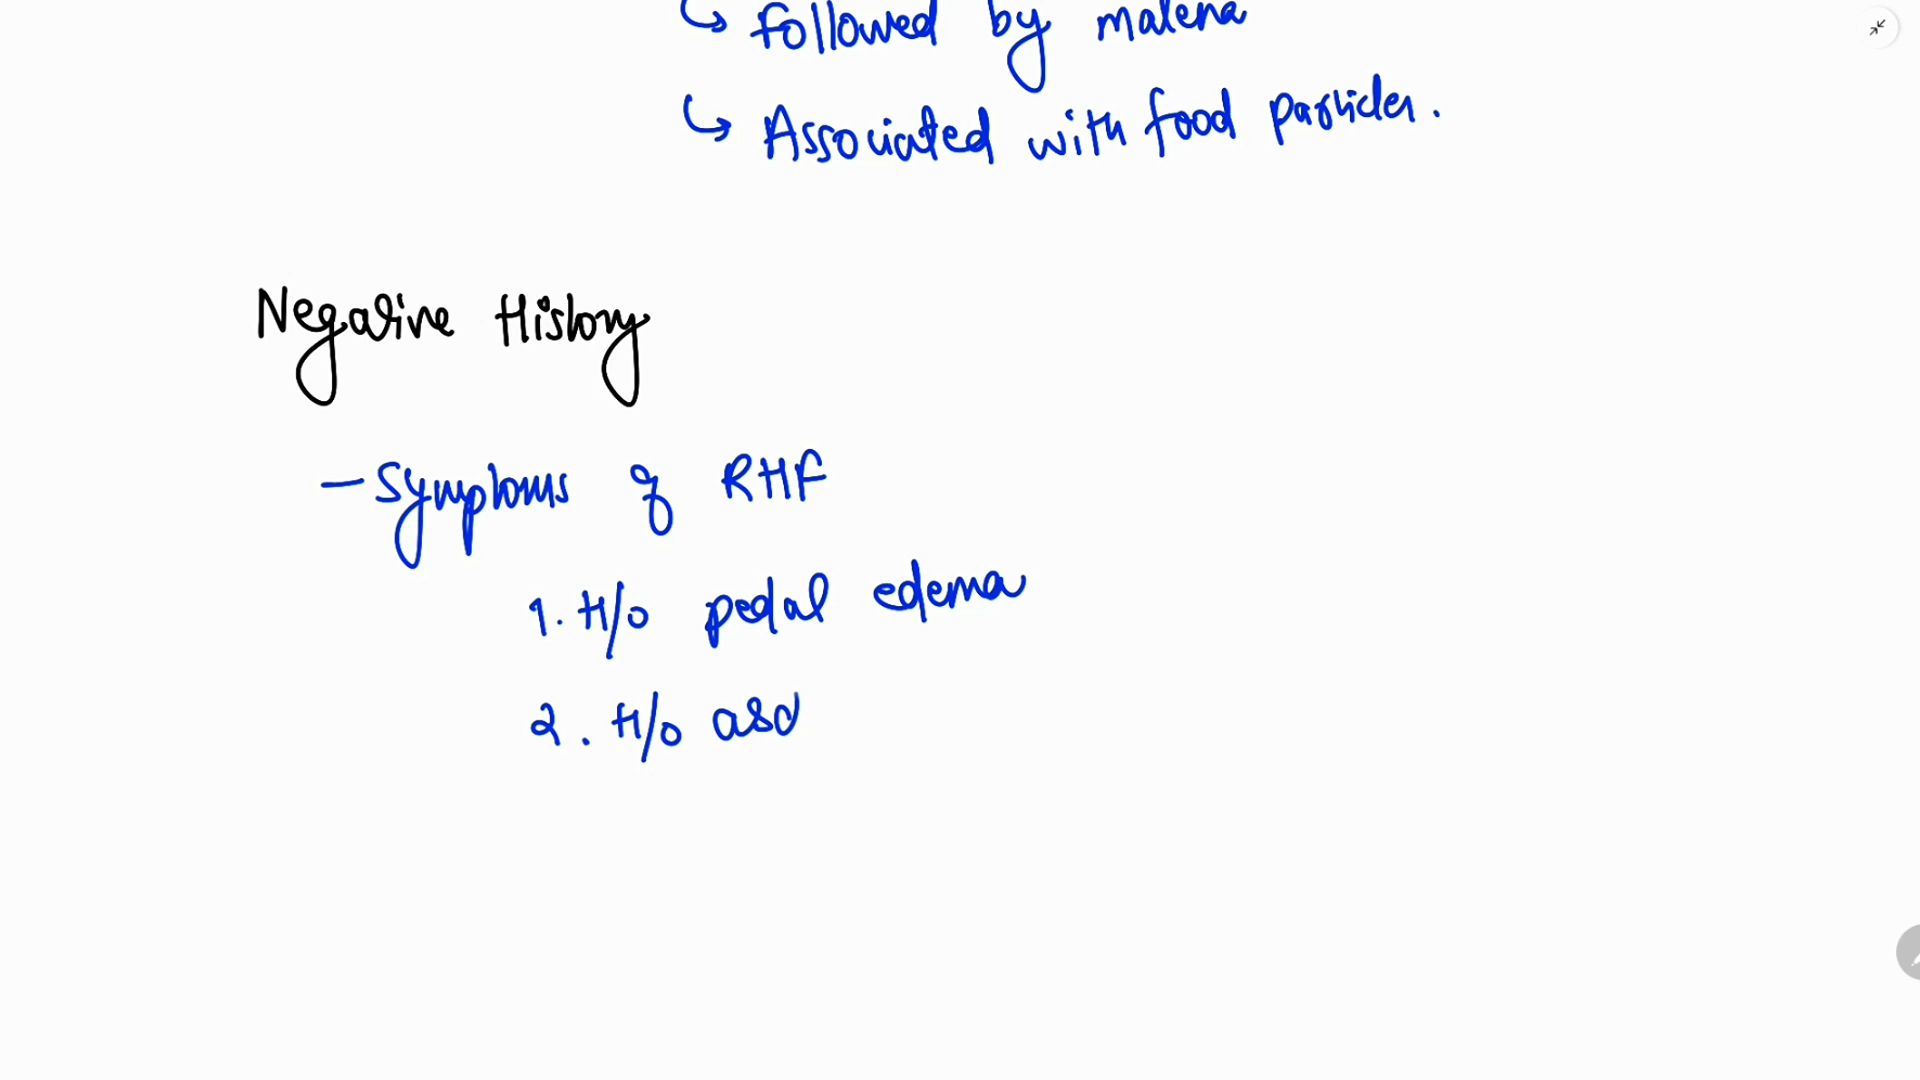 ↳ followed by malena
↳ Associated with food particles.
Negative History
- Symptoms of RHF
1. H/o pedal edema
2. H/o asd